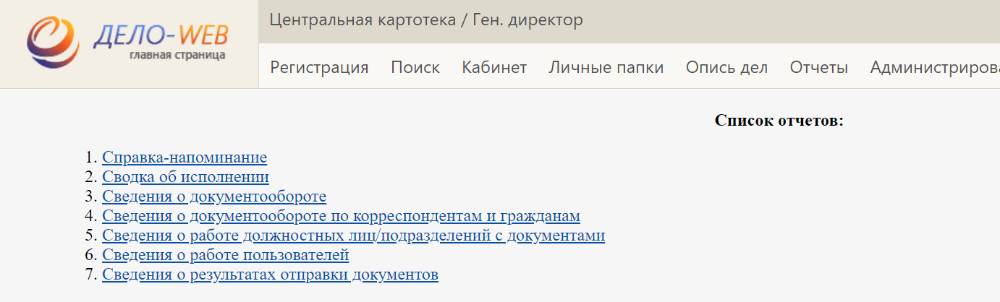 ДЕЛО-WEB
главная страница
Центральная картотека / Ген. директор
Регистрация Поиск Кабинет Личные папки Опись дел Отчеты Администрирова
Список отчетов:
1. Справка-напоминание
2. Сводка об исполнении
3. Сведения о документообороте
4. Сведения о документообороте по корреспондентам и гражданам
5. Сведения о работе должностных лиц/подразделений с документами
6. Сведения о работе пользователей
7. Сведения о результатах отправки документов